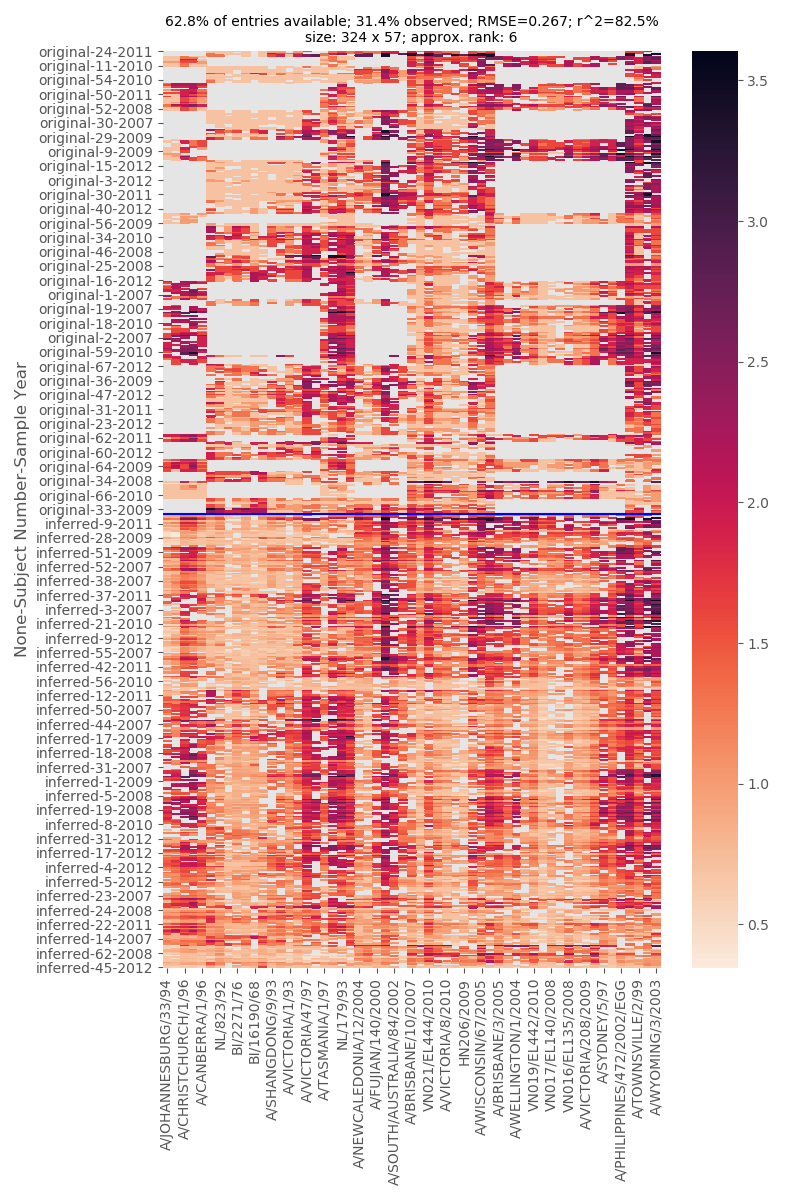 62.8% of entries available; 31.4% observed; RMSE=0.267; r^2=82.5%
size: 324 x 57; approx. rank: 6
None-Subject Number-Sample Year
original-24-2011
original-11-2010
original-54-2010
original-50-2011
original-52-2008
original-30-2007
original-29-2009
original-9-2009
original-15-2012
original-3-2012
original-30-2011
original-40-2012
original-56-2009
original-34-2010
original-46-2008
original-25-2008
original-16-2012
original-1-2007
original-19-2007
original-18-2010
original-2-2007
original-59-2010
original-67-2012
original-36-2009
original-47-2012
original-31-2011
original-23-2012
original-62-2011
original-60-2012
original-64-2009
original-34-2008
original-66-2010
original-33-2009
inferred-9-2011
inferred-28-2009
inferred-51-2009
inferred-52-2007
inferred-38-2007
inferred-37-2011
inferred-3-2007
inferred-21-2010
inferred-9-2012
inferred-55-2007
inferred-42-2011
inferred-56-2010
inferred-12-2011
inferred-50-2007
inferred-44-2007
inferred-17-2009
inferred-18-2008
inferred-31-2007
inferred-1-2009
inferred-5-2008
inferred-19-2008
inferred-8-2010
inferred-31-2012
inferred-17-2012
inferred-4-2012
inferred-5-2012
inferred-23-2007
inferred-24-2008
inferred-22-2011
inferred-14-2007
inferred-62-2008
inferred-45-2012
A/JOHANNESBURG/33/94
A/CHRISTCHURCH/1/96
A/CANBERRA/1/96
NL/823/92
BI/2271/76
BI/16190/68
A/SHANGDONG/9/93
A/VICTORIA/1/93
A/VICTORIA/47/97
A/TASMANIA/1/97
NL/179/93
A/NEWCALEDONIA/12/2004
A/FUJIAN/140/2000
A/SOUTH/AUSTRALIA/84/2002
A/BRISBANE/10/2007
VN021/EL444/2010
A/VICTORIA/8/2010
HN206/2009
A/WISCONSIN/67/2005
A/BRISBANE/3/2005
A/WELLINGTON/1/2004
VN019/EL442/2010
VN017/EL140/2008
VN016/EL135/2008
A/VICTORIA/208/2009
A/SYDNEY/5/97
A/PHILIPPINES/472/2002/EGG
A/TOWNSVILLE/2/99
A/WYOMING/3/2003
3.5
3.0
2.5
2.0
1.5
1.0
0.5